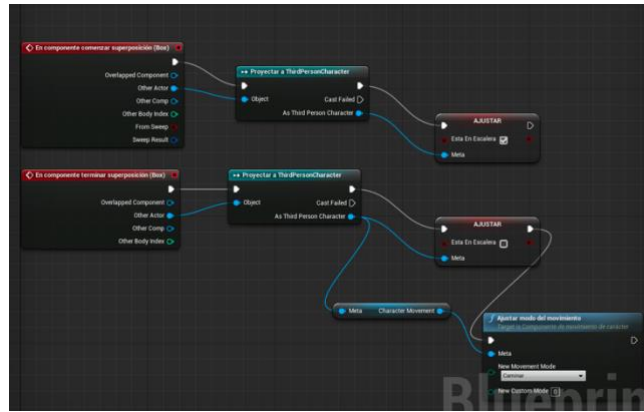 En componente comenzar superposición (Box)
Overlapped Component
Other Actor
Other Comp
Other Body Index
From Sweep
Sweep Result
Proyectar a ThirdPersonCharacter
Object
Cast Failed
As Third Person Character
AJUSTAR
Esta En Escalera
Meta
En componente terminar superposición (Box)
Overlapped Component
Other Actor
Other Comp
Other Body Index
Proyectar a ThirdPersonCharacter
Object
Cast Failed
As Third Person Character
AJUSTAR
Esta En Escalera
Meta
Meta
Character Movement
Ajustar modo del movimiento
Target is Componente de movimiento de carácter
Meta
New Movement Mode
Caminar
New Custom Mode 0
Blueprin